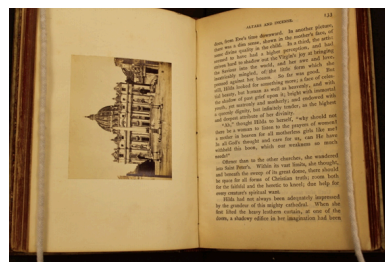 ALTARS AND INCENSE. 133
from, from Eve's time downward. In another picture,
there was a dim sense, shown in the mother's face, of
some divine quality in the child. In a third, the artist
seemed to have had a higher perception, and had
striven hard to shadow out the Virgin's joy at bringing
the Saviour into the world, and her awe and love,
inextricably mingled, of the little form which she
pressed against her bosom. So far was good. But
still, Hilda looked for something more; a face of celes-
tial beauty, but human as well as heavenly, and with
the shadow of past grief upon it; bright with immortal
youth, yet matronly and motherly; and endowed with
a queenly dignity, but infinitely tender, as the highest
and deepest attribute of her divinity.
"Ah," thought Hilda to herself, "why should not
there be a woman to listen to the prayers of women?
a mother in heaven for all motherless girls like me?
In all God's thought and care for us, can He have
withheld this boon, which our weakness so much
needs?"
Oftener than to the other churches, she wandered
into Saint Peter's. Within its vast limits, she thought,
and beneath the sweep of its great dome, there should
be space for all forms of Christian truth; room both
for the faithful and the heretic to kneel; due help for
every creature's spiritual want.
Hilda had not always been adequately impressed
by the grandeur of this mighty cathedral. When she
first lifted the heavy leathern curtain, at one of the
doors, a shadowy edifice in her imagination had been